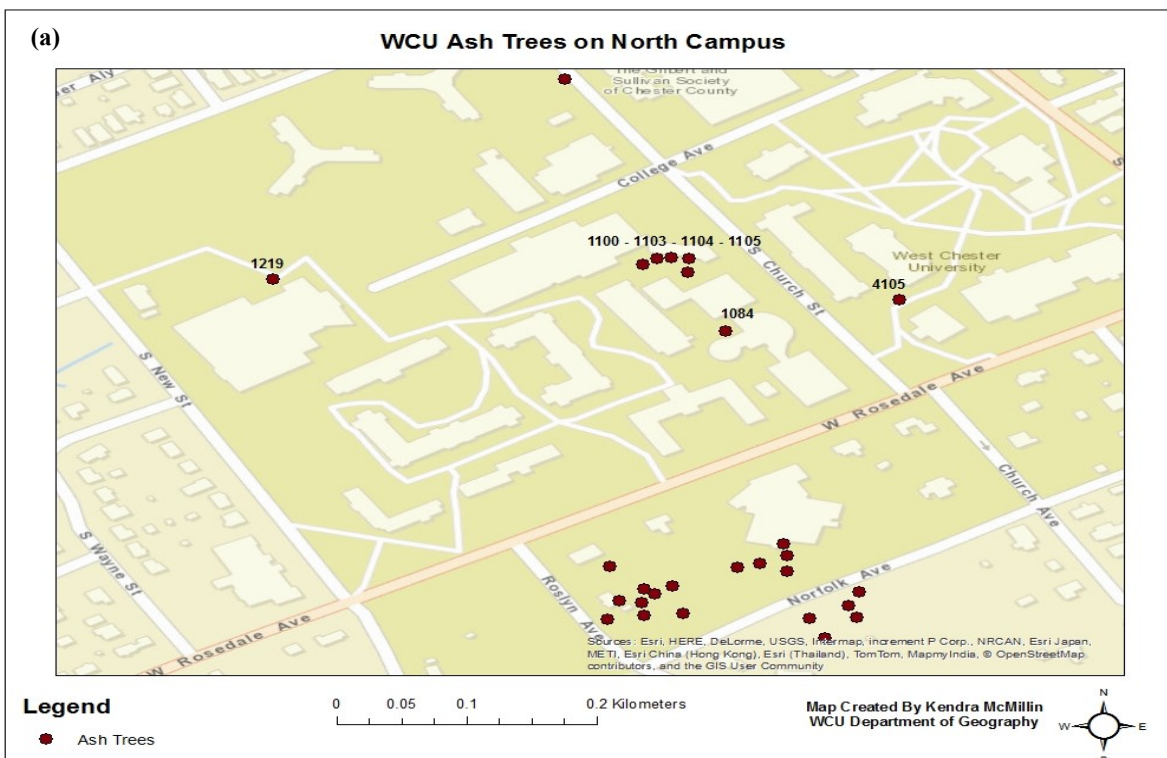 (a)
WCU Ash Trees on North Campus
per Aly
The Gilbert and
Sullivan Society
of Chester County
College Ave
S
1100 - 1103 - 1104 - 1105
1219
S Church St
West Chester
University
4105
1084
S New St
W Rosedale Ave
Church Ave
S Wayne St
Roslyn Ave
Norfolk Ave
W Rosedale Ave
Sources: Esri, HERE, DeLorme, USGS, Intermap, increment P Corp., NRCAN, Esri Japan,
METI, Esri China (Hong Kong), Esri (Thailand), TomTom, MapmyIndia, © OpenStreetMap
contributors, and the GIS User Community
Legend
Ash Trees
0 0.05 0.1 0.2 Kilometers
Map Created By Kendra McMillin
WCU Department of Geography
N
W E